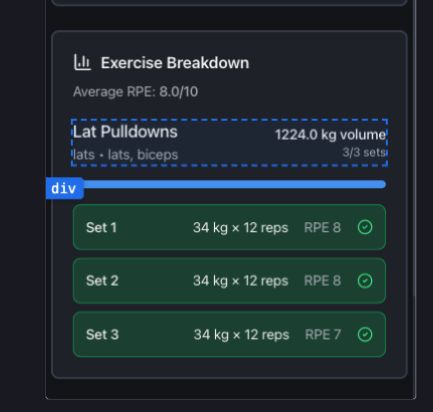 Exercise Breakdown
Average RPE: 8.0/10
Lat Pulldowns 1224.0 kg volume
lats • lats, biceps 3/3 sets
div
Set 1 34 kg × 12 reps RPE 8
Set 2 34 kg × 12 reps RPE 8
Set 3 34 kg × 12 reps RPE 7